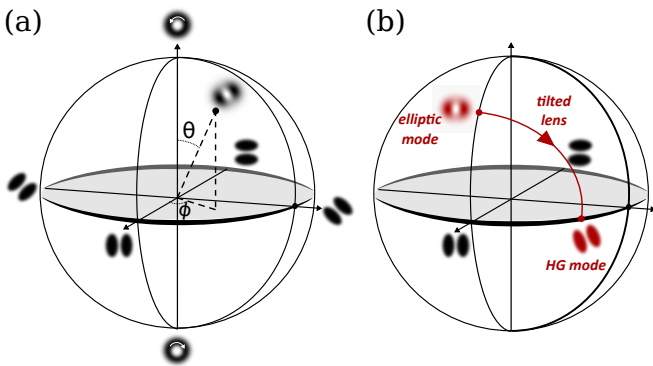 (a)
(b)
θ
ϕ
elliptic
mode
tilted
lens
HG mode